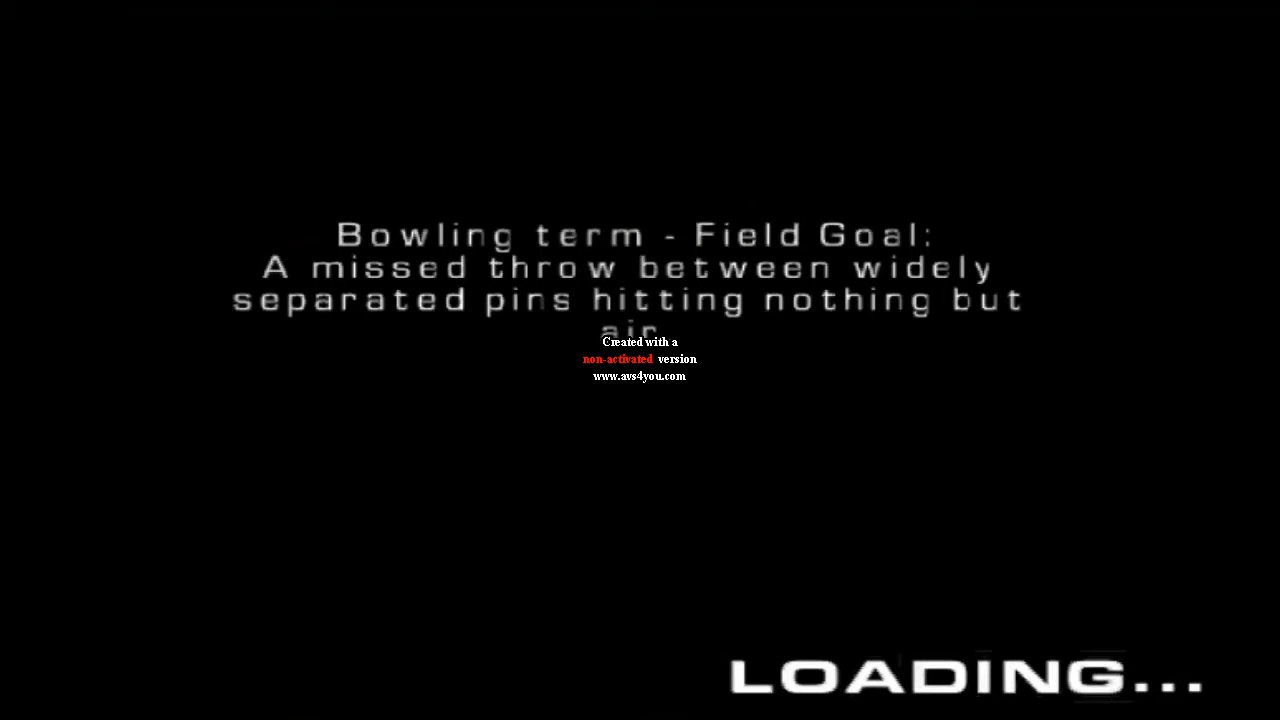 Bowling term - Field Goal:
A missed throw between widely
separated pins hitting nothing but
air.
Created with a
non-activated version
www.avs4you.com
LOADING...